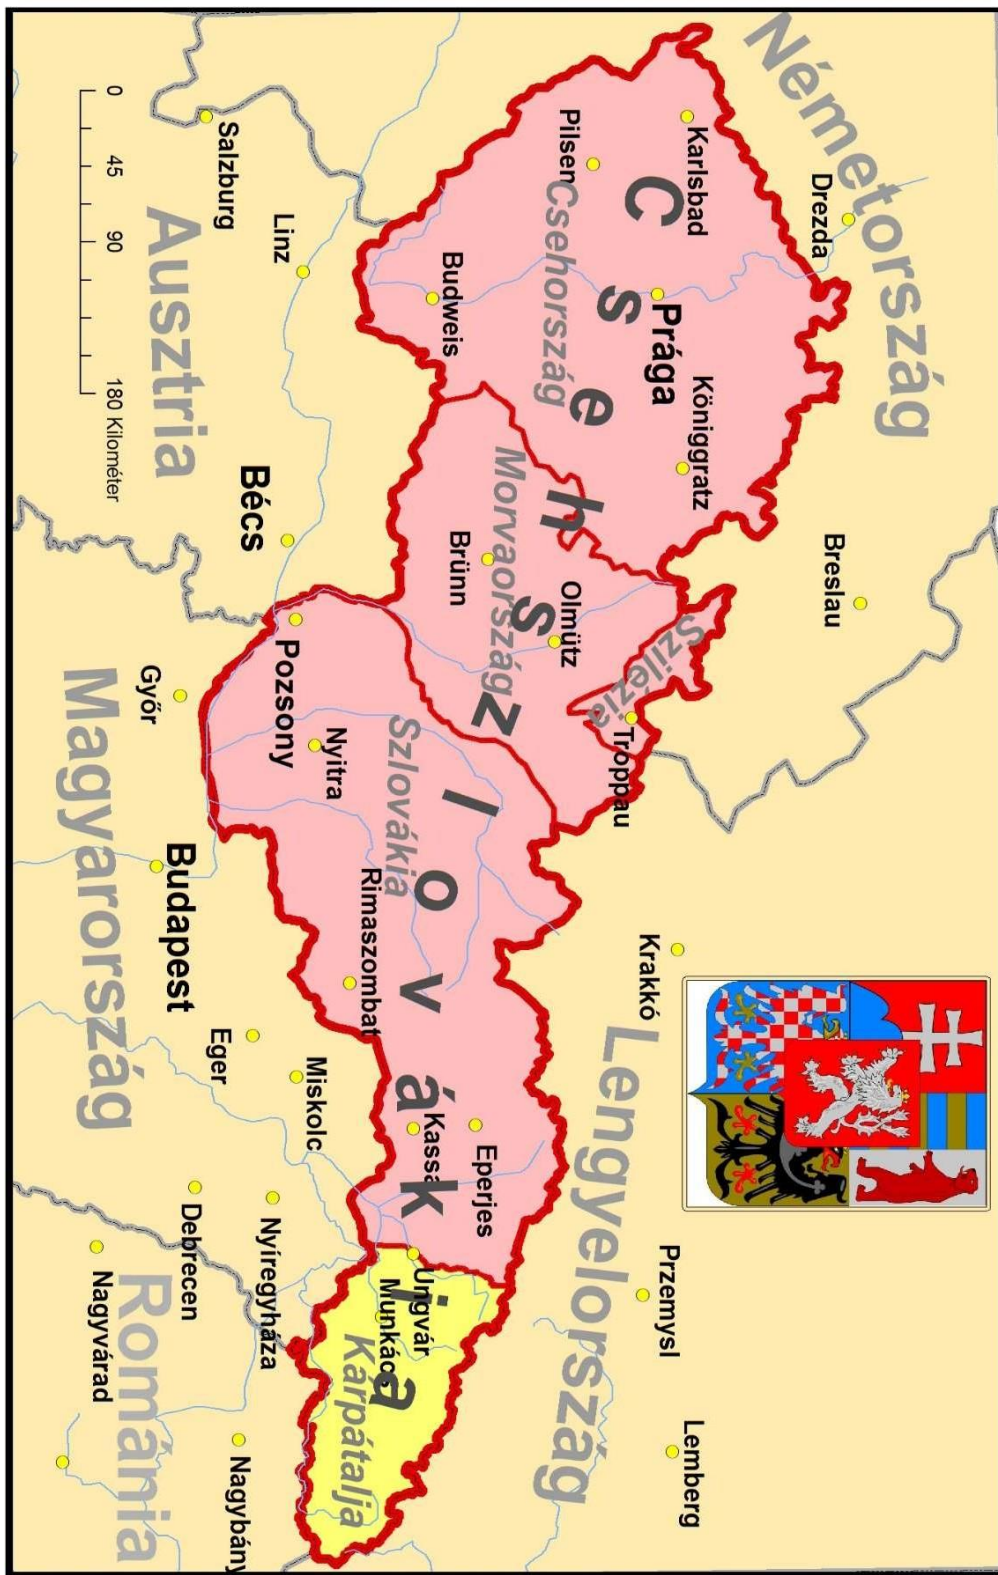 Németország
Drezda
Breslau
Karlsbad
Prága
Königgratz
Pilsen
Csehország
Budweis
Csehszlovákia
Szilézia
Troppau
Olmütz
Morvaország
Brünn
Krakkó
Lengyelország
Przemysl
Lemberg
Salzburg
Linz
Ausztria
Bécs
Pozsony
Nyitra
Szlovákia
Rimaszombat
Kassa
Eperjes
Ungvár
Munkács
Kárpátalja
Győr
Magyarország
Budapest
Eger
Miskolc
Nyíregyháza
Debrecen
Nagyvárad
Románia
Nagybány
0 45 90 180 Kilométer